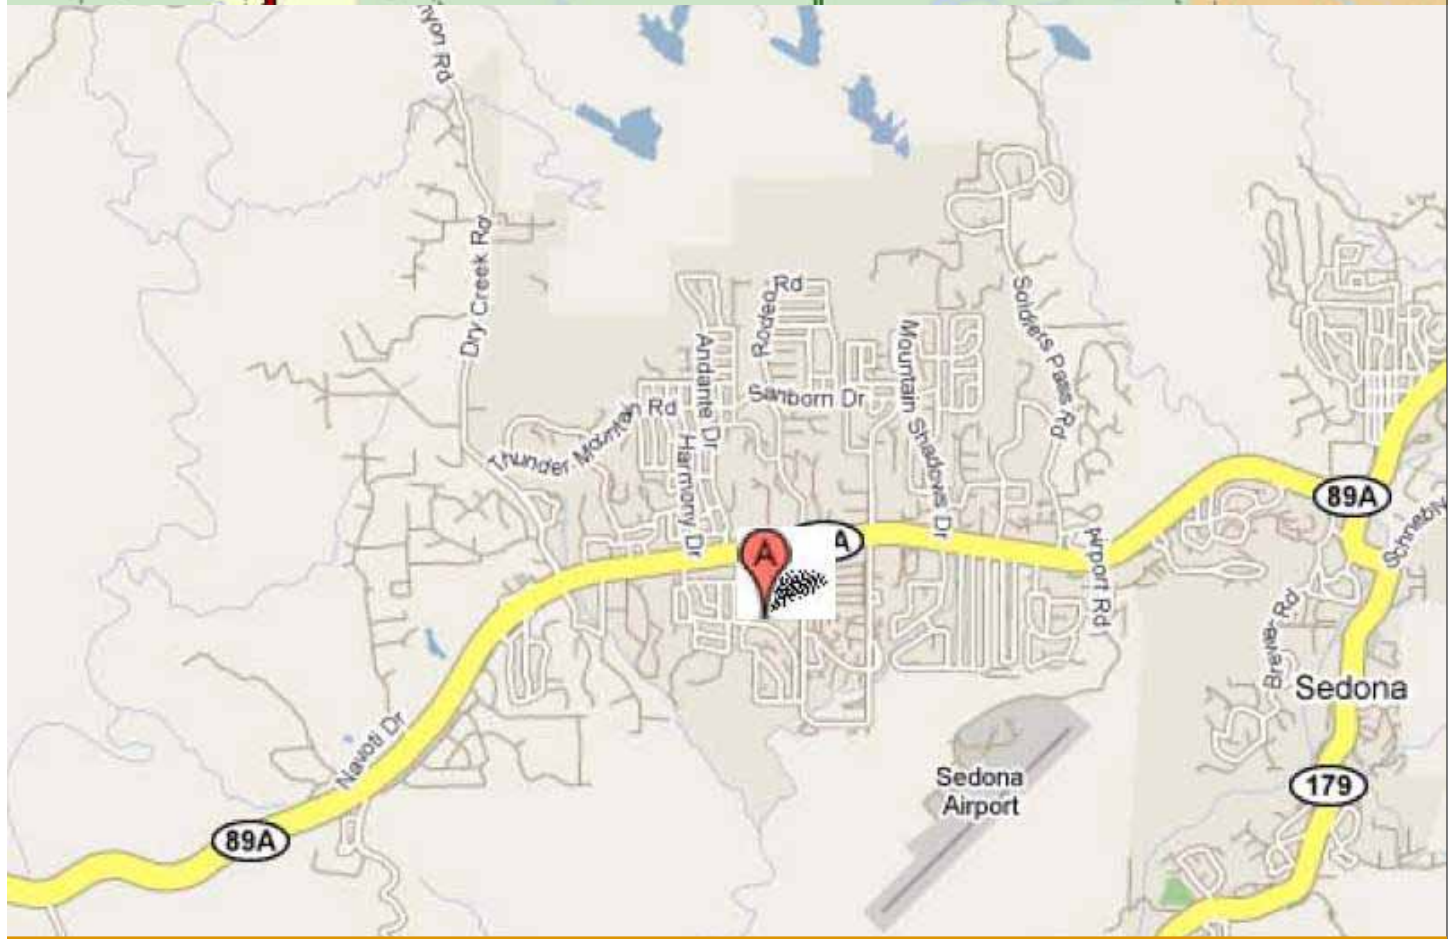 nyon Rd
Dry Creek Rd
Rodeo Rd
Soldiers Pass Rd
Andante Dr
Mountain Shadows Dr
Sanborn Dr
Thunder Mountain Rd
Harmony Dr
89A
A
A
Airport Rd
Schnebly
Brewer Rd
Sedona
Navoti Dr
Sedona
Airport
179
89A